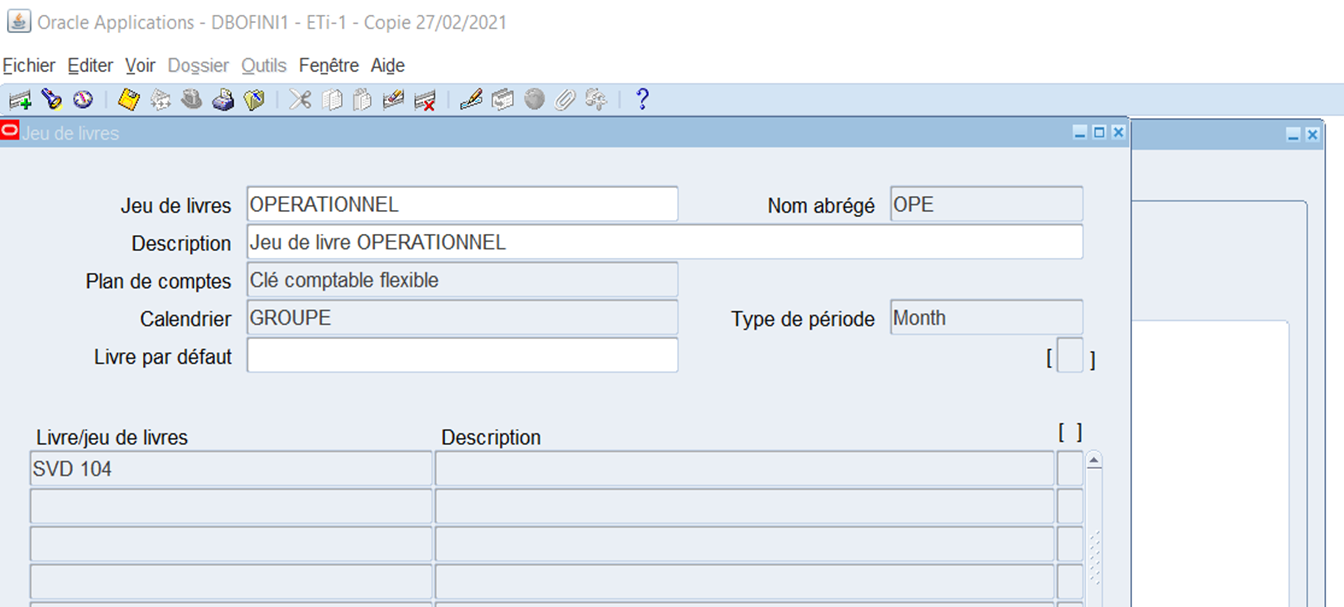 Oracle Applications - DBOFINI1 - ETi-1 - Copie 27/02/2021
Fichier Editer Voir Dossier Outils Fenêtre Aide
Jeu de livres
Jeu de livres OPERATIONNEL Nom abrégé OPE
Description Jeu de livre OPERATIONNEL
Plan de comptes Clé comptable flexible
Calendrier GROUPE Type de période Month
Livre par défaut [ ]
Livre/jeu de livres Description [ ]
SVD 104